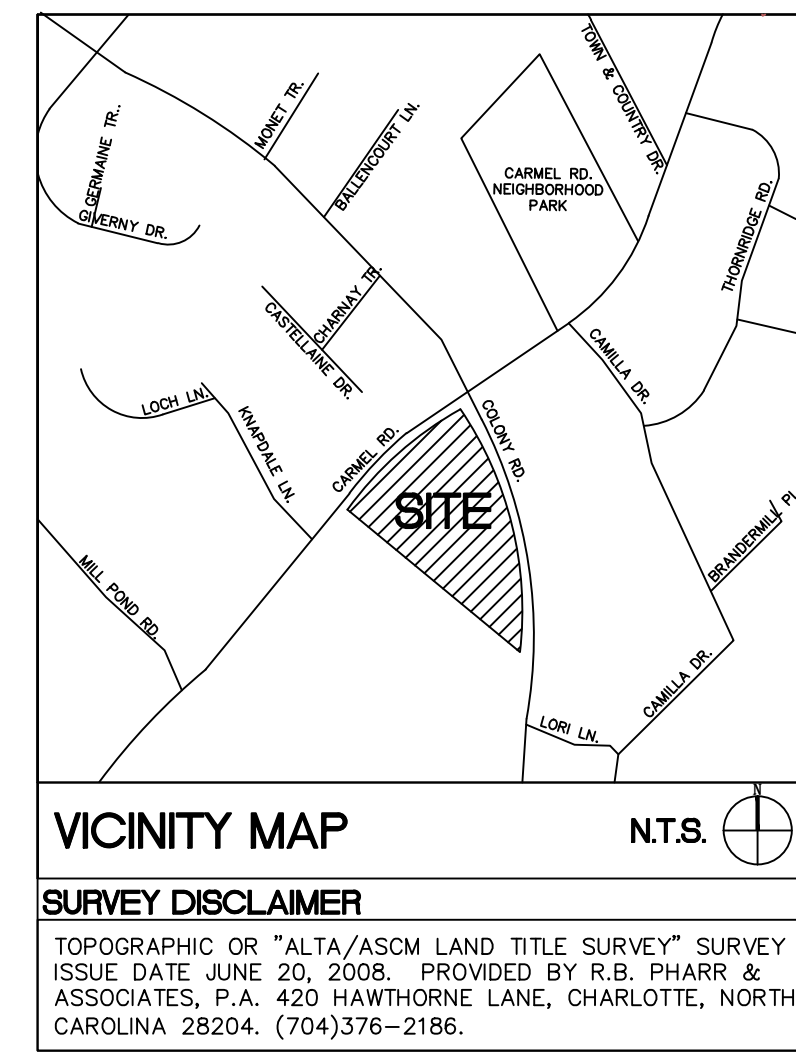 TOWN & COUNTRY DR.
MONET TR.
GERMAINE TR..
BALLENCOURT LN.
CARMEL RD.
NEIGHBORHOOD
PARK
GIVERNY DR.
THORNRIDGE RD.
CHARNAY TR.
CASTELLAINE DR.
CAMILLA DR.
LOCH LN.
KNAPDALE LN.
CARMEL RD.
COLONY RD.
SITE
BRANDERMILL Pl
MILL POND RD.
CAMILLA DR.
LORI LN.
VICINITY MAP
N.T.S.
N
SURVEY DISCLAIMER
TOPOGRAPHIC OR "ALTA/ASCM LAND TITLE SURVEY" SURVEY
ISSUE DATE JUNE 20, 2008. PROVIDED BY R.B. PHARR &
ASSOCIATES, P.A. 420 HAWTHORNE LANE, CHARLOTTE, NORTH
CAROLINA 28204. (704)376-2186.